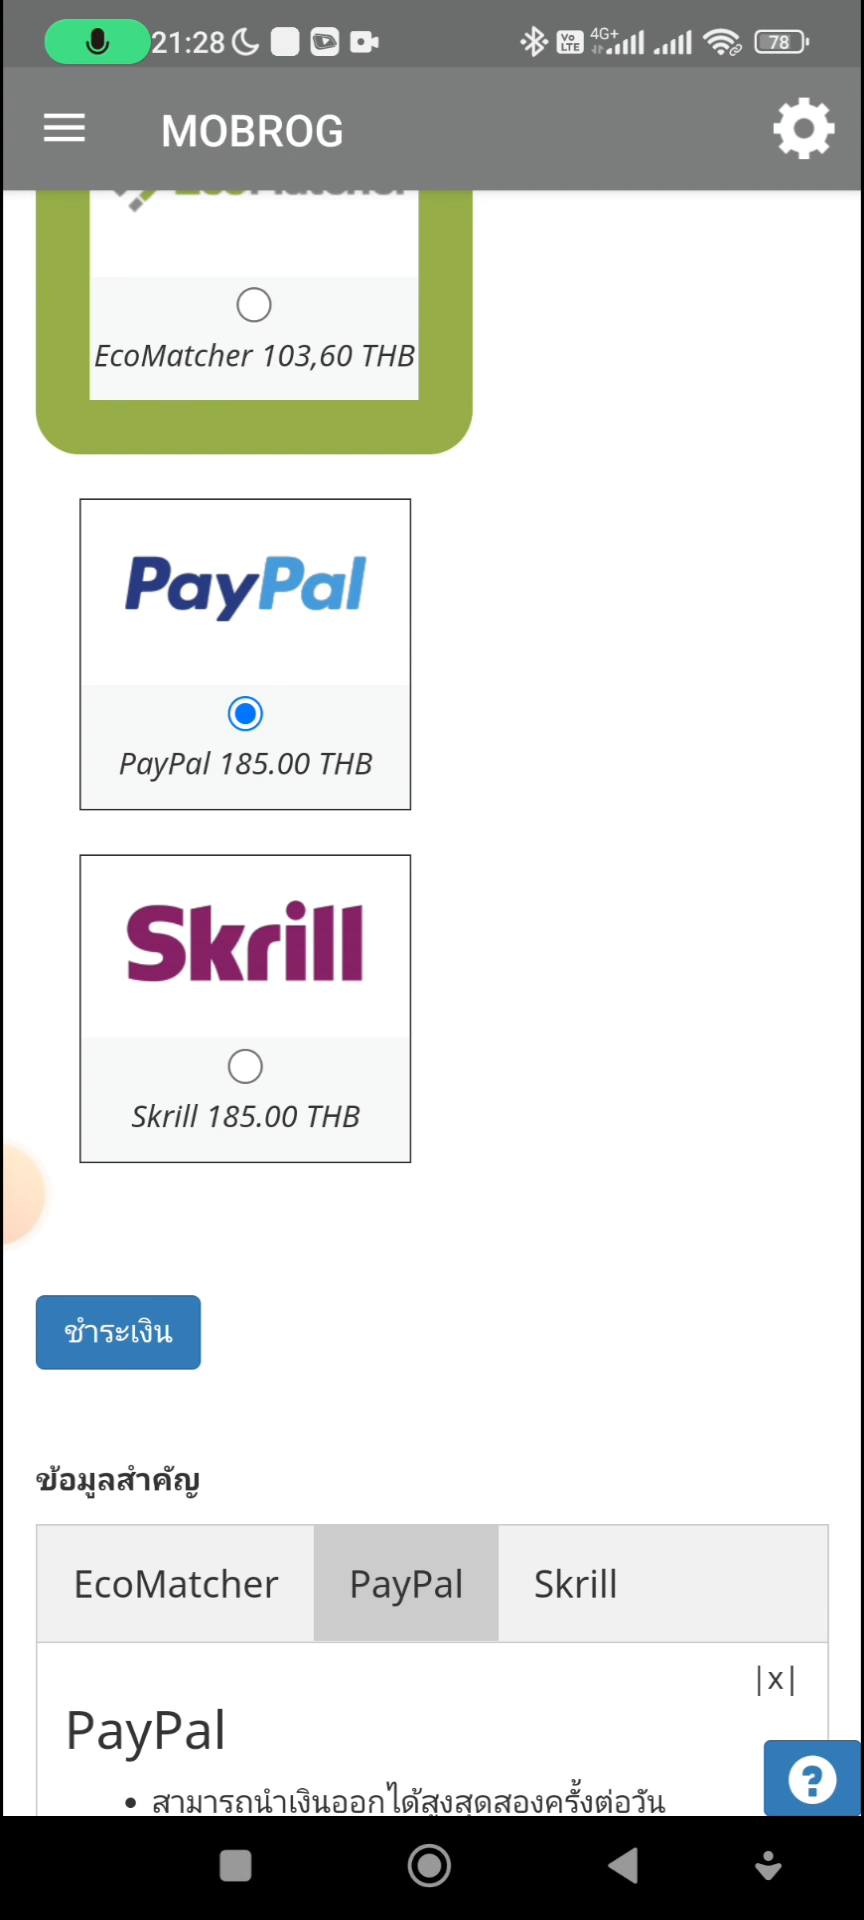 21:28
VoLTE 4G+ 78
MOBROG
EcoMatcher
EcoMatcher 103,60 THB
PayPal
PayPal 185.00 THB
Skrill
Skrill 185.00 THB
ชำระเงิน
ข้อมูลสำคัญ
EcoMatcher PayPal Skrill
|x|
PayPal
• สามารถนำเงินออกได้สูงสุดสองครั้งต่อวัน
?